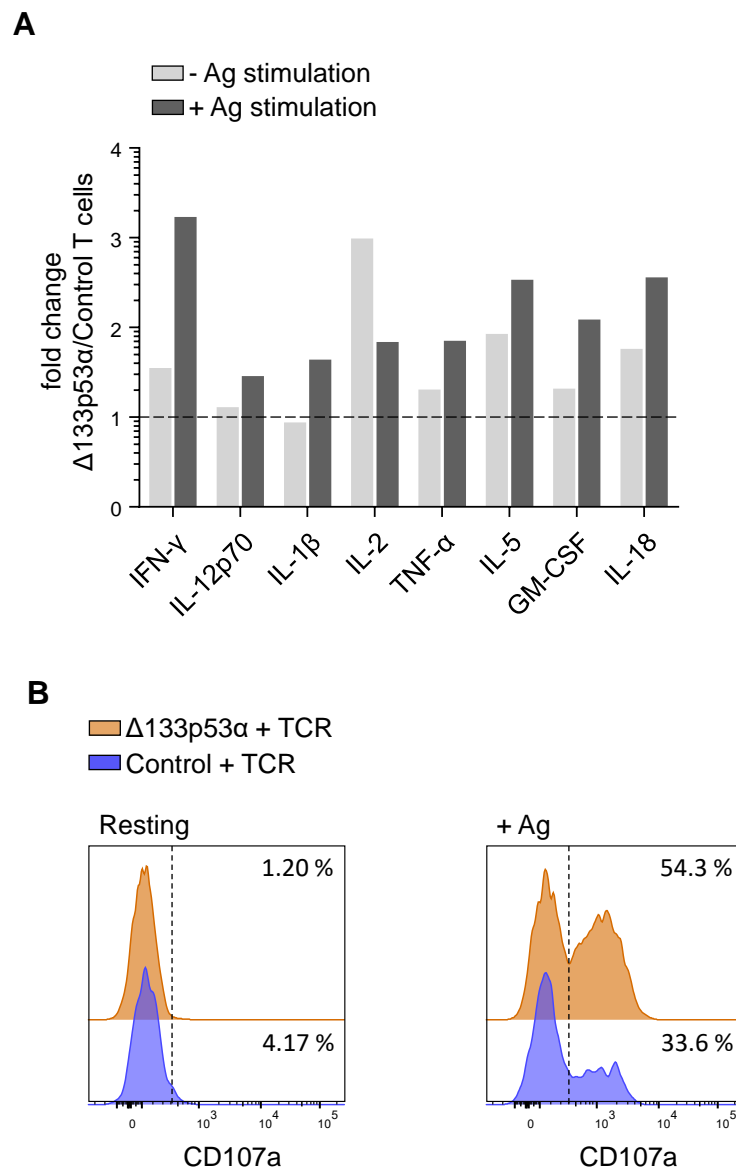 A
- Ag stimulation
+ Ag stimulation
fold change
Δ133p53α/Control T cells
4
3
2
1
0
IFN-γ
IL-12p70
IL-1β
IL-2
TNF-α
IL-5
GM-CSF
IL-18
B
Δ133p53α + TCR
Control + TCR
Resting
1.20 %
4.17 %
0 10³ 10⁴ 10⁵
CD107a
+ Ag
54.3 %
33.6 %
0 10³ 10⁴ 10⁵
CD107a